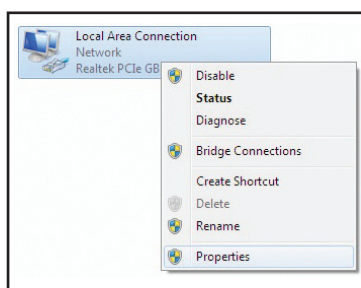 Local Area Connection
Network
Realtek PCIe GB
Disable
Status
Diagnose
Bridge Connections
Create Shortcut
Delete
Rename
Properties